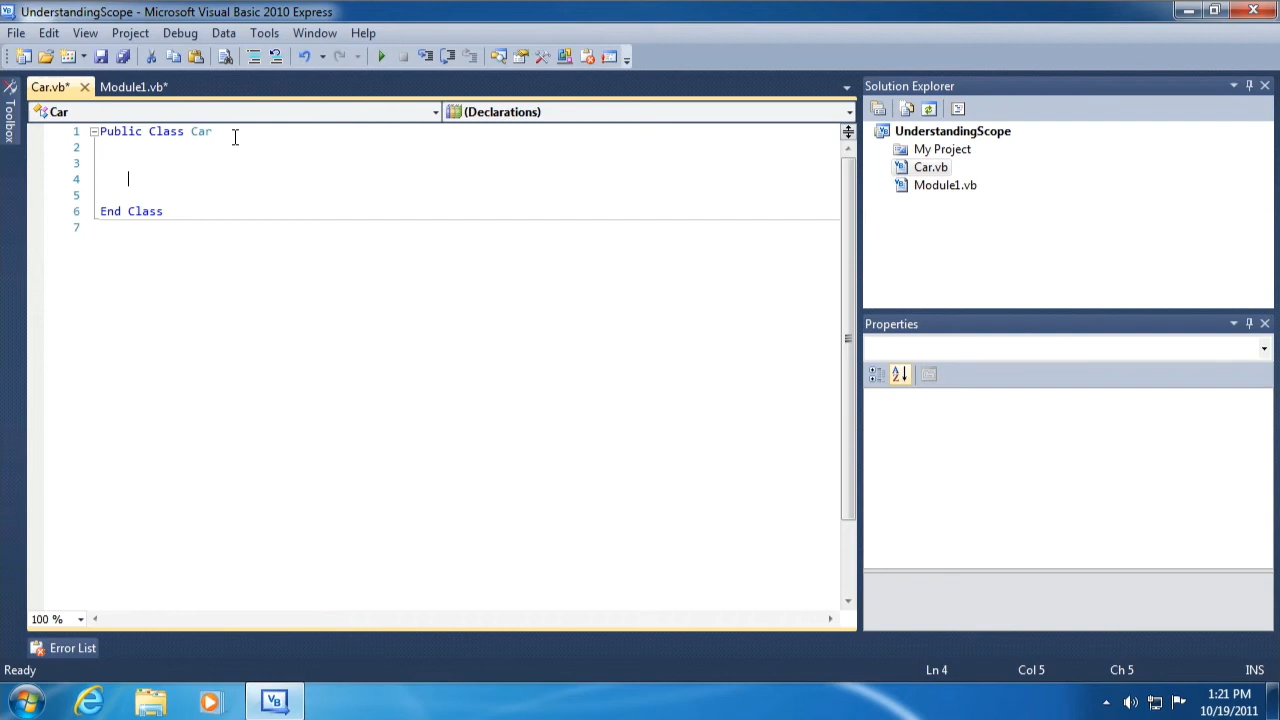 UnderstandingScope - Microsoft Visual Basic 2010 Express
File Edit View Project Debug Data Tools Window Help
Car.vb* Module1.vb*
Car (Declarations)
1 Public Class Car
2
3
4
5
6 End Class
7
100 %
Toolbox
Solution Explorer
UnderstandingScope
My Project
Car.vb
Module1.vb
Properties
Error List
Ready Ln 4 Col 5 Ch 5 INS
1:21 PM
10/19/2011